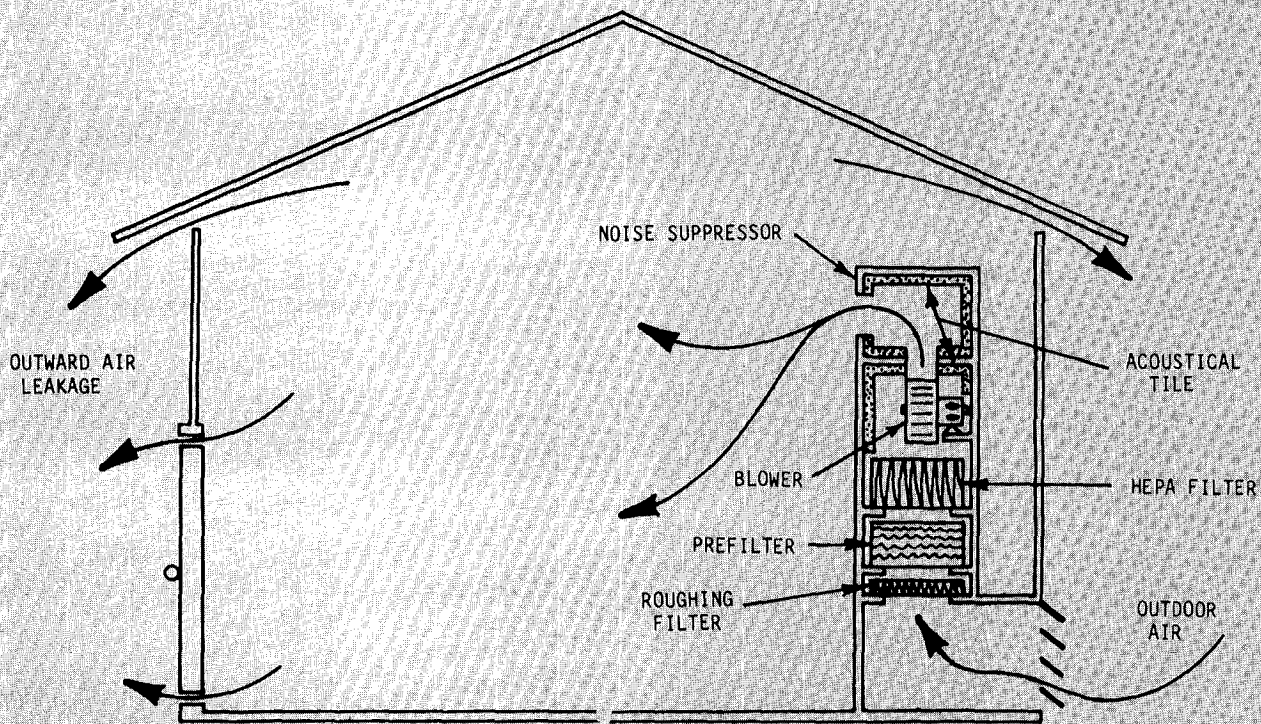 NOISE SUPPRESSOR
OUTWARD AIR
LEAKAGE
ACOUSTICAL
TILE
BLOWER
HEPA FILTER
PREFILTER
ROUGHING
FILTER
OUTDOOR
AIR